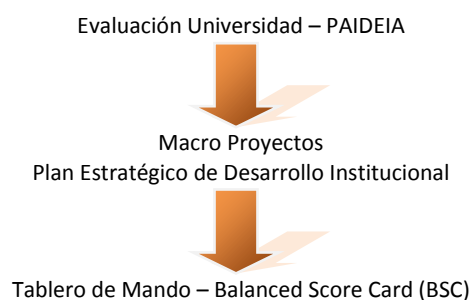 Evaluación Universidad – PAIDEIA
Macro Proyectos
Plan Estratégico de Desarrollo Institucional
Tablero de Mando – Balanced Score Card (BSC)